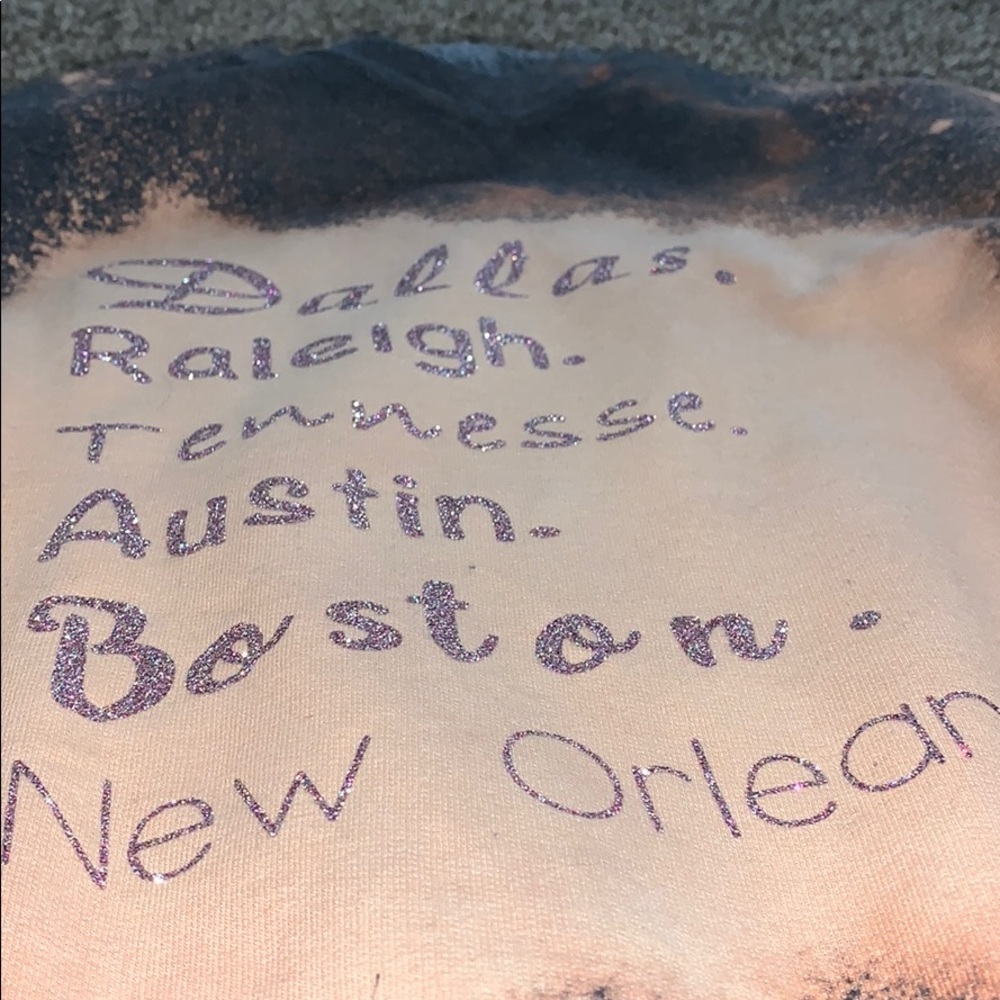 Dallas.
Raleigh.
Tennesse.
Austin.
Boston.
New Orlean